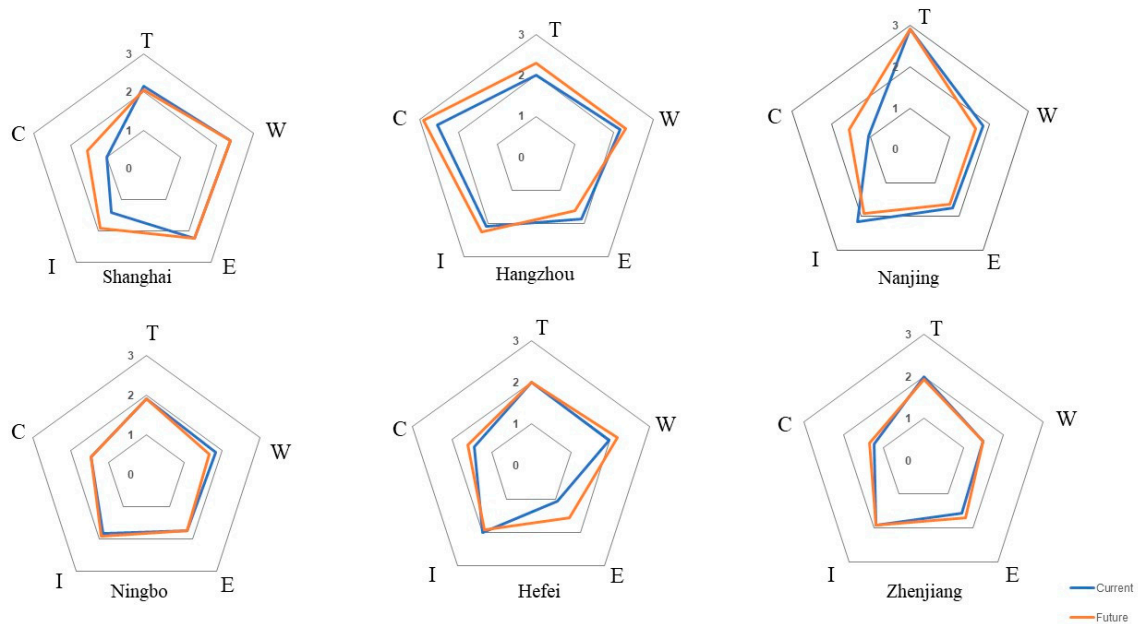 T
3
2
1
0
C
W
I
E
Shanghai
T
3
2
1
0
W
I
E
Hangzhou
T
3
2
1
0
C
W
I
E
Nanjing
T
3
2
1
0
C
W
I
E
Ningbo
T
3
2
1
0
C
W
I
E
Hefei
T
3
2
1
0
C
W
I
E
Zhenjiang
Current
Future